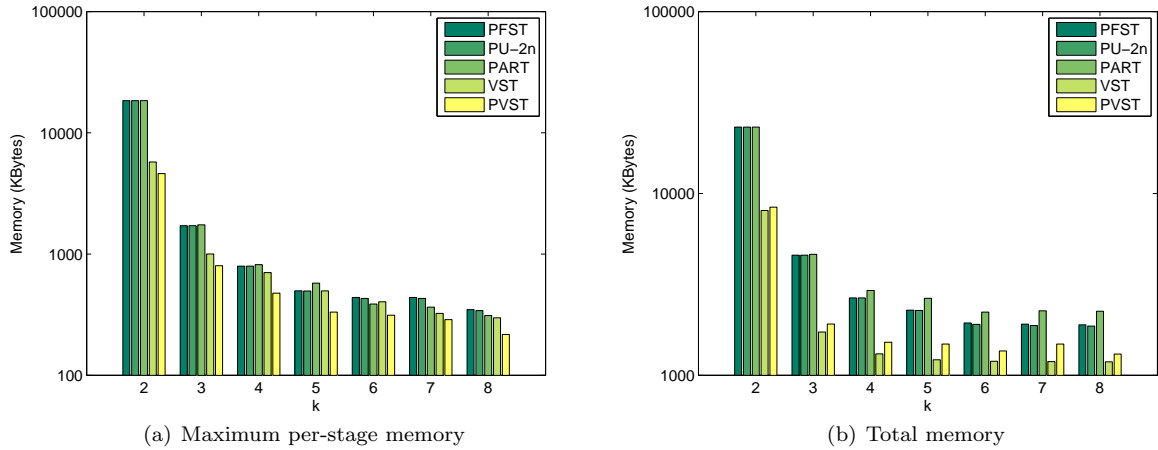 100000
10000
1000
100
Memory (KBytes)
2 3 4 5 6 7 8
k
PFST
PU−2n
PART
VST
PVST
(a) Maximum per-stage memory
100000
10000
1000
Memory (KBytes)
2 3 4 5 6 7 8
k
PFST
PU−2n
PART
VST
PVST
(b) Total memory